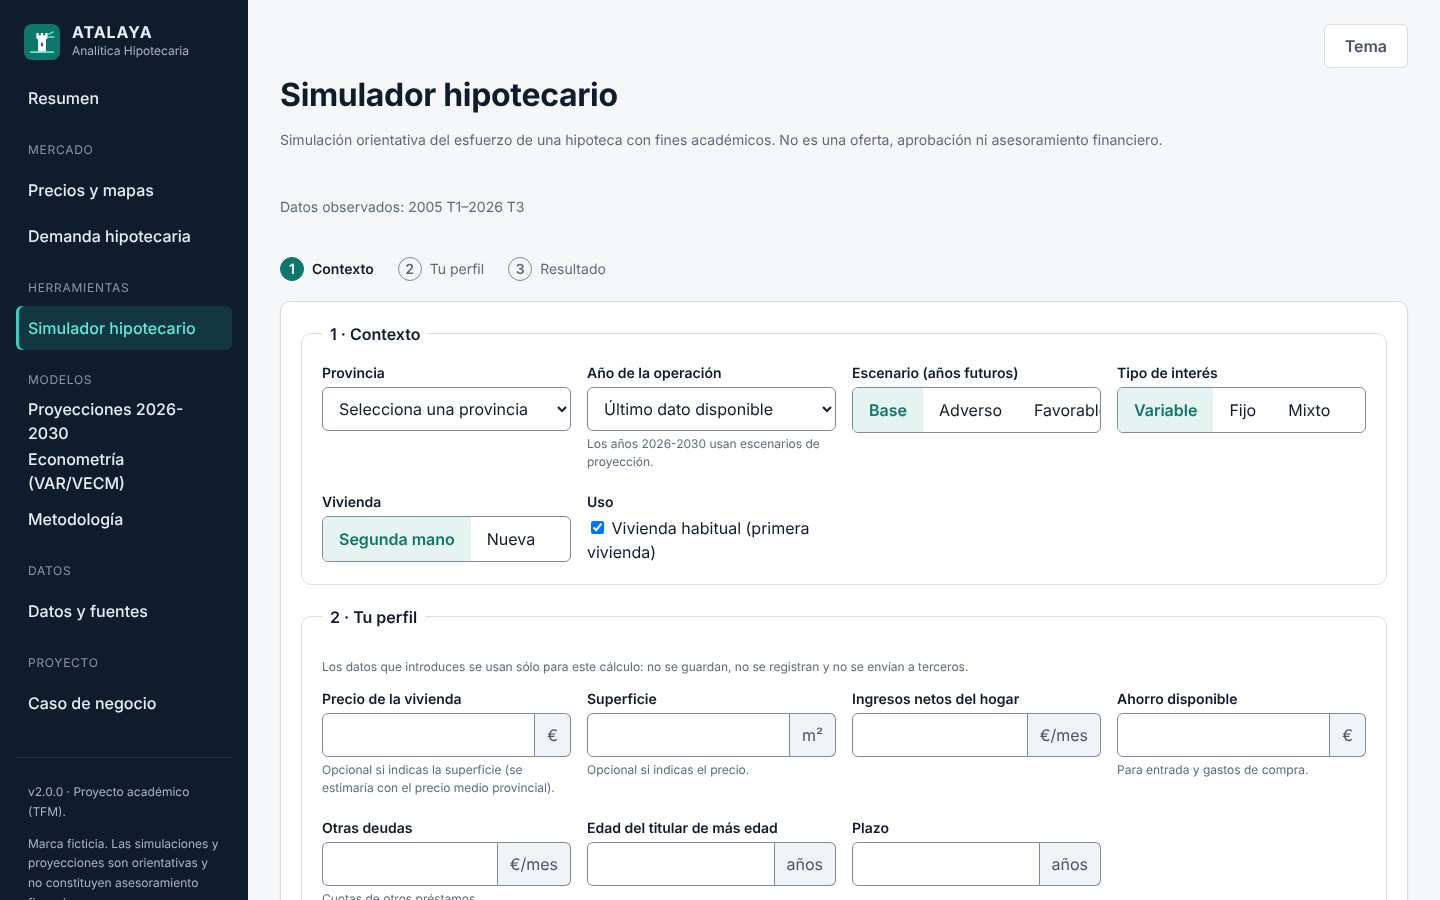 ATALAYA
Analítica Hipotecaria
Resumen
MERCADO
Precios y mapas
Demanda hipotecaria
HERRAMIENTAS
Simulador hipotecario
MODELOS
Proyecciones 2026-
2030
Econometría
(VAR/VECM)
Metodología
DATOS
Datos y fuentes
PROYECTO
Caso de negocio
v2.0.0 · Proyecto académico
(TFM).
Marca ficticia. Las simulaciones y
proyecciones son orientativas y
no constituyen asesoramiento
Tema
Simulador hipotecario
Simulación orientativa del esfuerzo de una hipoteca con fines académicos. No es una oferta, aprobación ni asesoramiento financiero.
Datos observados: 2005 T1–2026 T3
1 Contexto 2 Tu perfil 3 Resultado
1 · Contexto
Provincia Año de la operación Escenario (años futuros) Tipo de interés
Selecciona una provincia Último dato disponible Base Adverso Favorabl Variable Fijo Mixto
Los años 2026-2030 usan escenarios de
proyección.
Vivienda Uso
Segunda mano Nueva Vivienda habitual (primera
vivienda)
2 · Tu perfil
Los datos que introduces se usan sólo para este cálculo: no se guardan, no se registran y no se envían a terceros.
Precio de la vivienda Superficie Ingresos netos del hogar Ahorro disponible
€ m² €/mes €
Opcional si indicas la superficie (se
estimaría con el precio medio provincial).
Opcional si indicas el precio.
Para entrada y gastos de compra.
Otras deudas Edad del titular de más edad Plazo
€/mes años años
Cuotas de otros préstamos